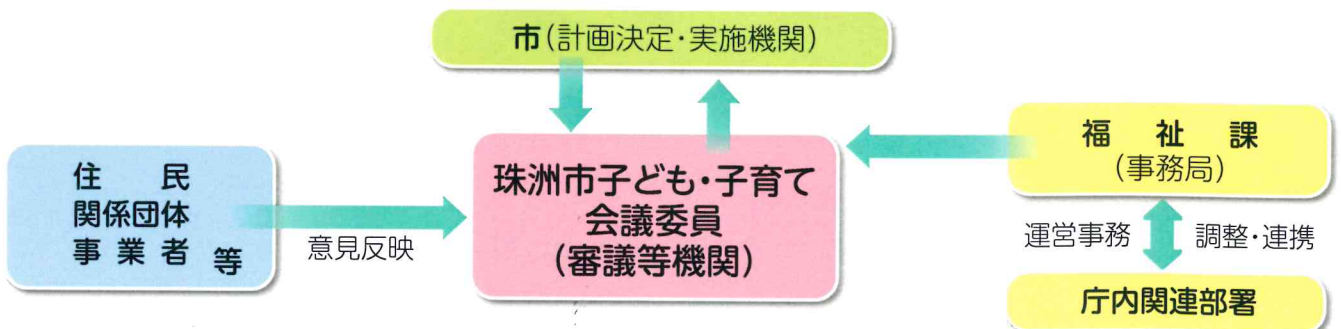 市(計画決定・実施機関)
住民
関係団体
事業者 等
意見反映
珠洲市子ども・子育て
会議委員
(審議等機関)
福祉課
(事務局)
運営事務
調整・連携
庁内関連部署